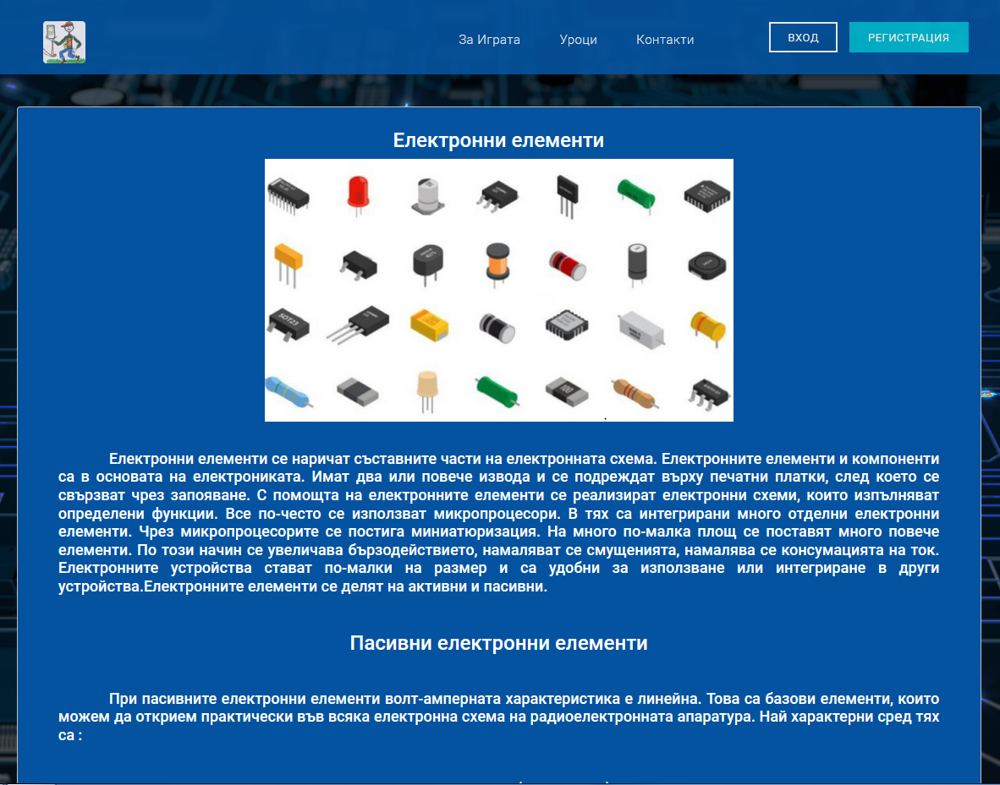 За Играта
Уроци
Контакти
ВХОД
РЕГИСТРАЦИЯ
Електронни елементи
SOT23
Електронни елементи се наричат съставните части на електронната схема. Електронните елементи и компоненти
са в основата на електрониката. Имат два или повече извода и се подреждат върху печатни платки, след което се
свързват чрез запояване. С помощта на електронните елементи се реализират електронни схеми, които изпълняват
определени функции. Все по-често се използват микропроцесори. В тях са интегрирани много отделни електронни
елементи. Чрез микропроцесорите се постига миниатюризация. На много по-малка площ се поставят много повече
елементи. По този начин се увеличава бързодействието, намаляват се смущенията, намалява се консумацията на ток.
Електронните устройства стават по-малки на размер и са удобни за използване или интегриране в други
устройства.Електронните елементи се делят на активни и пасивни.
Пасивни електронни елементи
При пасивните електронни елементи волт-амперната характеристика е линейна. Това са базови елементи, които
можем да открием практически във всяка електронна схема на радиоелектронната апаратура. Най характерни сред тях
са :